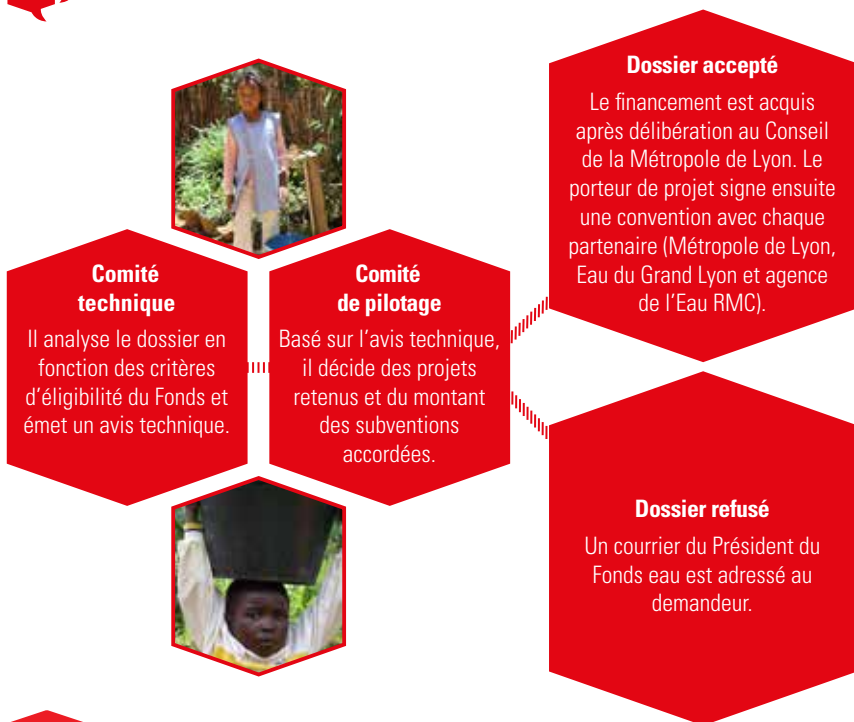 Comité
technique
Il analyse le dossier en
fonction des critères
d'éligibilité du Fonds et
émet un avis technique.
Comité
de pilotage
Basé sur l'avis technique,
il décide des projets
retenus et du montant
des subventions
accordées.
Dossier accepté
Le financement est acquis
après délibération au Conseil
de la Métropole de Lyon. Le
porteur de projet signe ensuite
une convention avec chaque
partenaire (Métropole de Lyon,
Eau du Grand Lyon et agence
de l'Eau RMC).
Dossier refusé
Un courrier du Président du
Fonds eau est adressé au
demandeur.